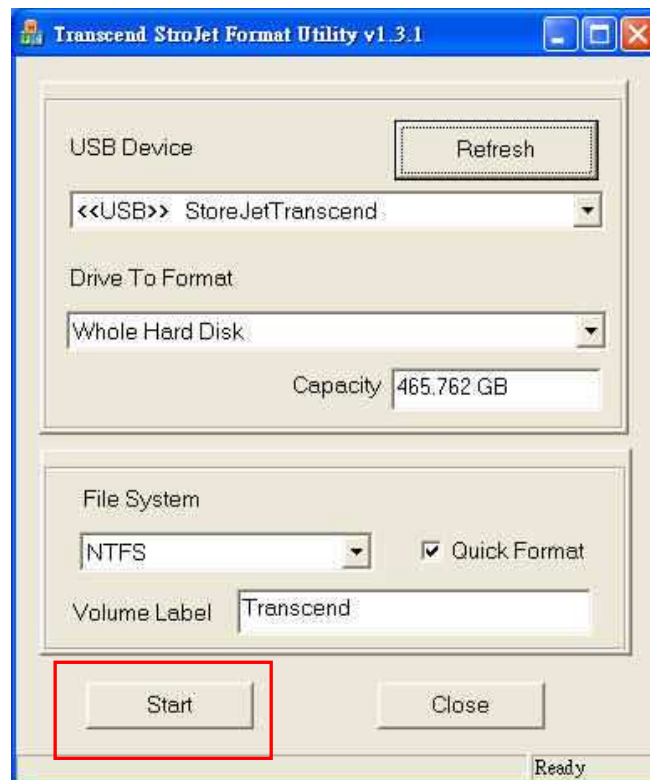 Transcend StroJet Format Utility v1.3.1
USB Device
Refresh
<<USB>> StoreJetTranscend
Drive To Format
Whole Hard Disk
Capacity 465.762 GB
File System
NTFS
Quick Format
Volume Label Transcend
Start
Close
Ready